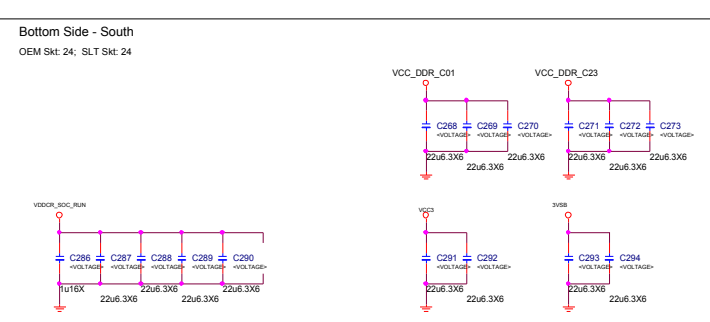 Bottom Side - South
OEM Skt: 24; SLT Skt: 24
VCC_DDR_C01 VCC_DDR_C23
C268 C269 C270 C271 C272 C273
<VOLTAGE> <VOLTAGE> <VOLTAGE> <VOLTAGE> <VOLTAGE> <VOLTAGE>
22u6.3X6 22u6.3X6 22u6.3X6 22u6.3X6
22u6.3X6 22u6.3X6
VDDCR_SOC_RUN VCC3 3VSB
C286 C287 C288 C289 C290 C291 C292 C293 C294
<VOLTAGE> <VOLTAGE> <VOLTAGE> <VOLTAGE> <VOLTAGE> <VOLTAGE> <VOLTAGE> <VOLTAGE> <VOLTAGE>
1u16X 22u6.3X6 22u6.3X6 22u6.3X6 22u6.3X6
22u6.3X6 22u6.3X6 22u6.3X6 22u6.3X6